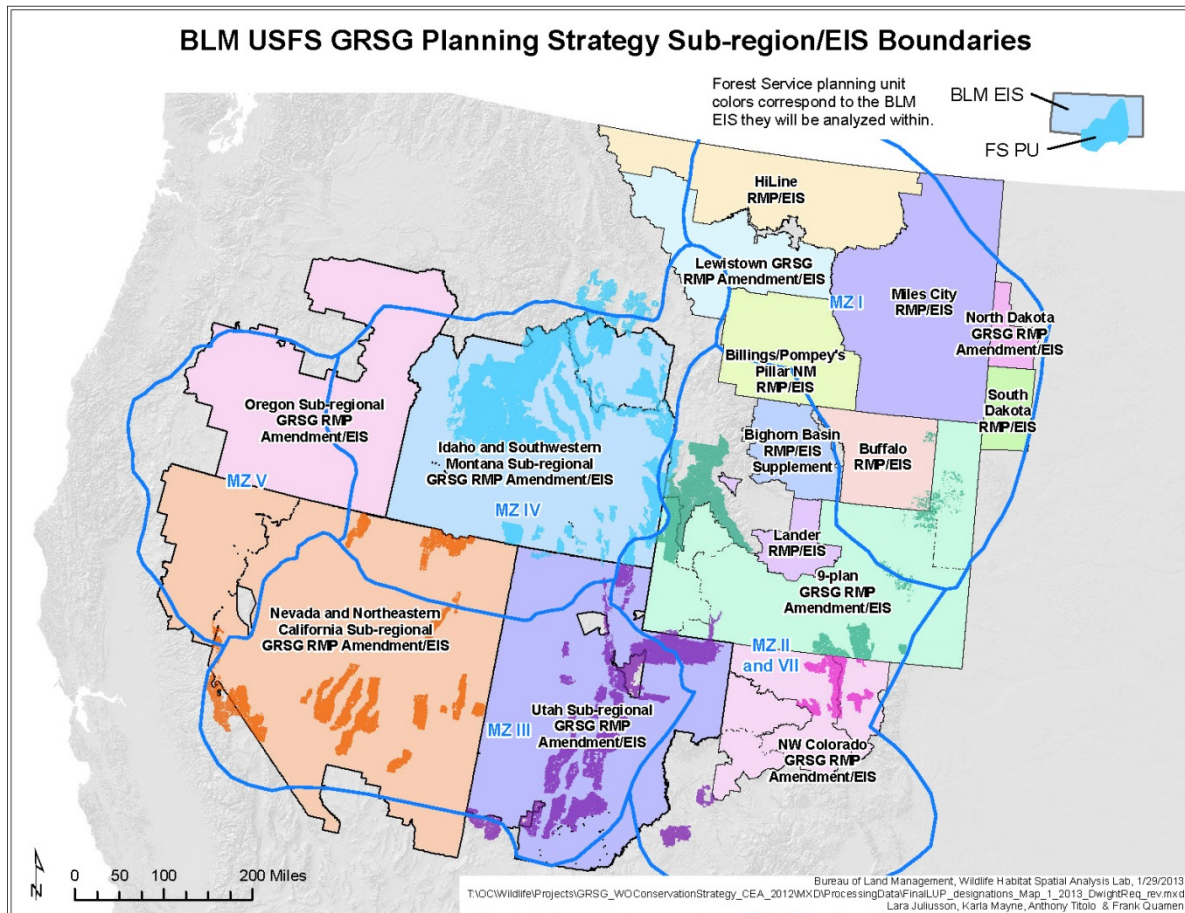 BLM USFS GRSG Planning Strategy Sub-region/EIS Boundaries
Forest Service planning unit
colors correspond to the BLM
EIS they will be analyzed within.
BLM EIS
FS PU
HiLine
RMP/EIS
Lewistown GRSG
RMP Amendment/EIS
MZ I
Miles City
RMP/EIS
North Dakota
GRSG RMP
Amendment/EIS
Billings/Pompey's
Pillar NM
RMP/EIS
South
Dakota
RMP/EIS
Oregon Sub-regional
GRSG RMP
Amendment/EIS
Idaho and Southwestern
Montana Sub-regional
GRSG RMP Amendment/EIS
Bighorn Basin
RMP/EIS
Supplement
Buffalo
RMP/EIS
MZ V
MZ IV
Lander
RMP/EIS
9-plan
GRSG RMP
Amendment/EIS
Nevada and Northeastern
California Sub-regional
GRSG RMP Amendment/EIS
MZ II
and VII
Utah Sub-regional
GRSG RMP
Amendment/EIS
MZ III
NW Colorado
GRSG RMP
Amendment/EIS
N
0 50 100 200 Miles
Bureau of Land Management, Wildlife Habitat Spatial Analysis Lab, 1/29/2013
T:\OC\Wildlife\Projects\GRSG_WOConservationStrategy_CEA_2012\MXD\ProcessingData\FinalLUP_designations_Map_1_2013_DwightReq_rev.mxd
Lara Juliusson, Karla Mayne, Anthony Titolo & Frank Quamen